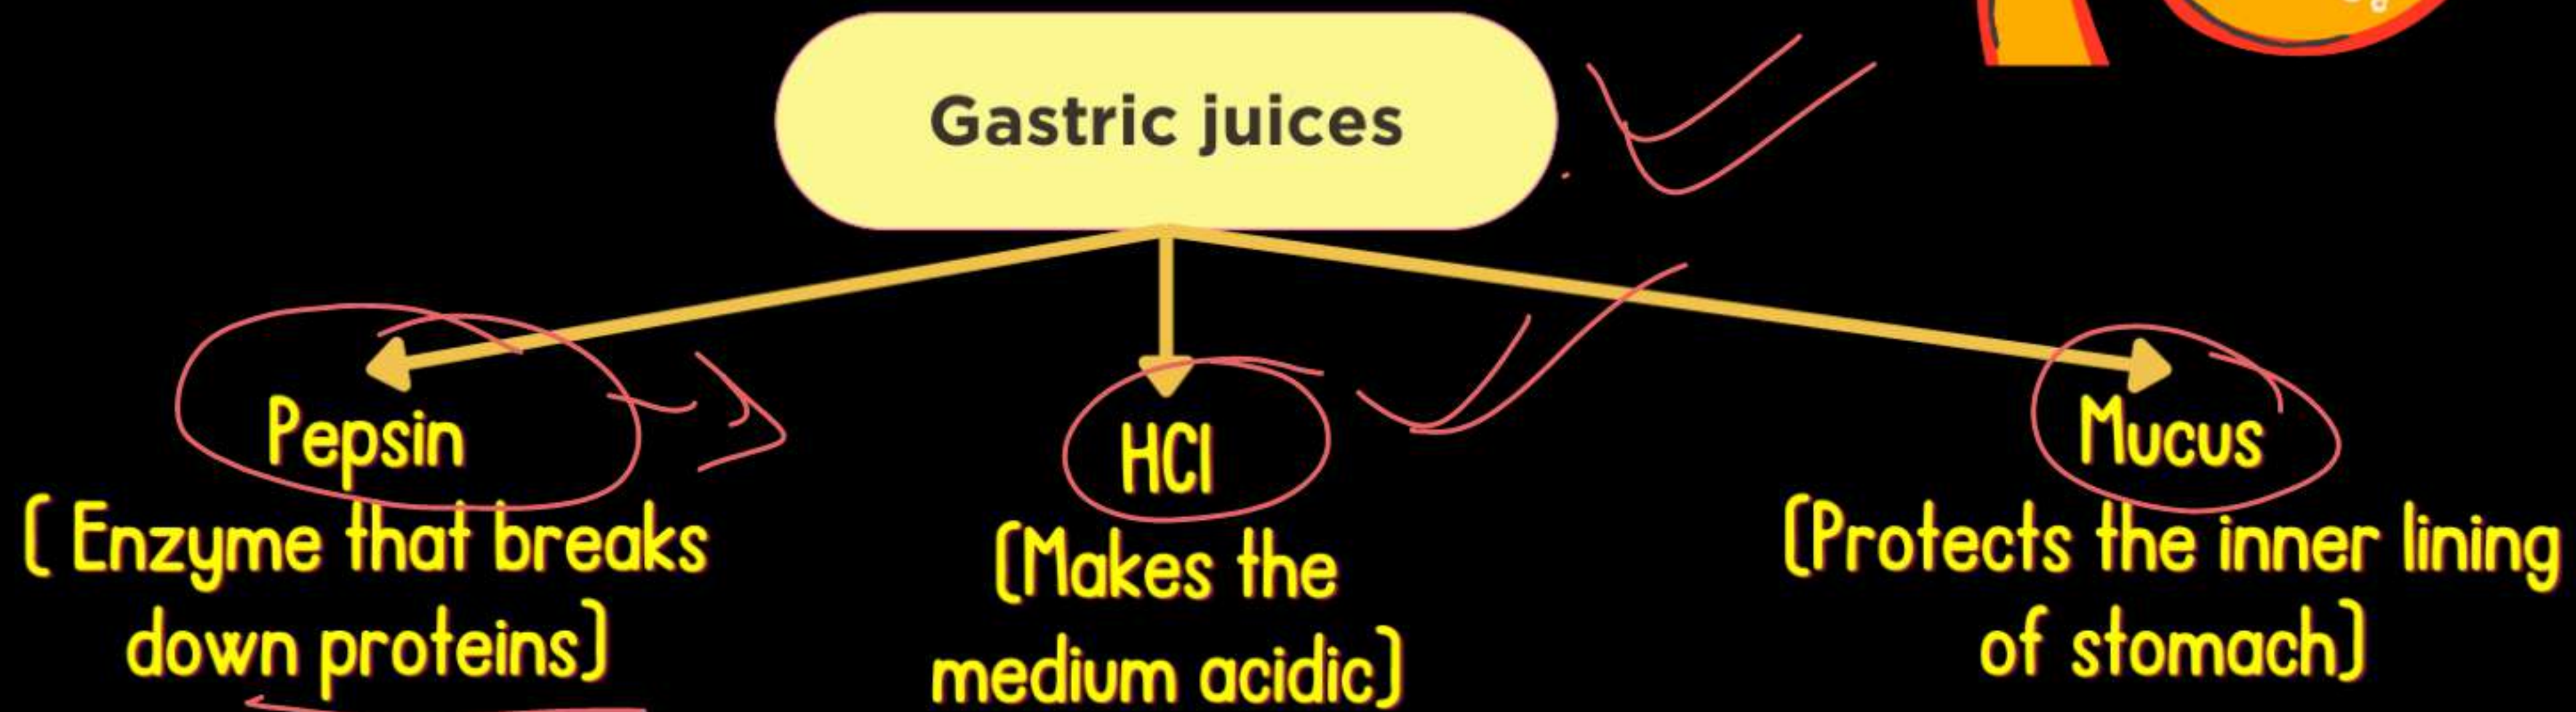 Gastric juices
Pepsin
( Enzyme that breaks
down proteins)
HCl
(Makes the
medium acidic)
Mucus
(Protects the inner lining
of stomach)